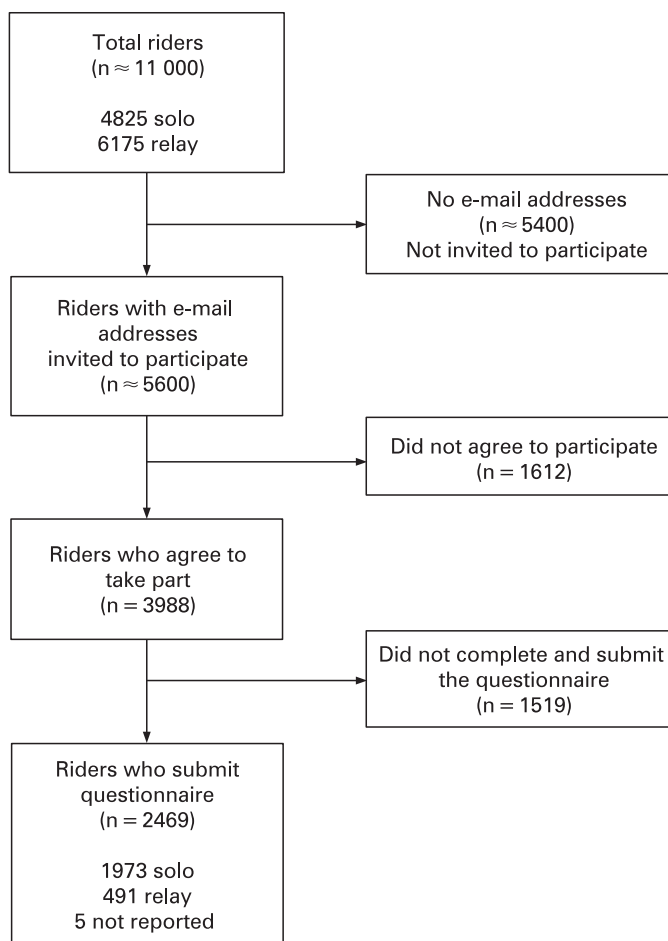 Total riders
(n ≈ 11 000)
4825 solo
6175 relay
No e-mail addresses
(n ≈ 5400)
Not invited to participate
Riders with e-mail
addresses
invited to participate
(n ≈ 5600)
Did not agree to participate
(n = 1612)
Riders who agree to
take part
(n = 3988)
Did not complete and submit
the questionnaire
(n = 1519)
Riders who submit
questionnaire
(n = 2469)
1973 solo
491 relay
5 not reported